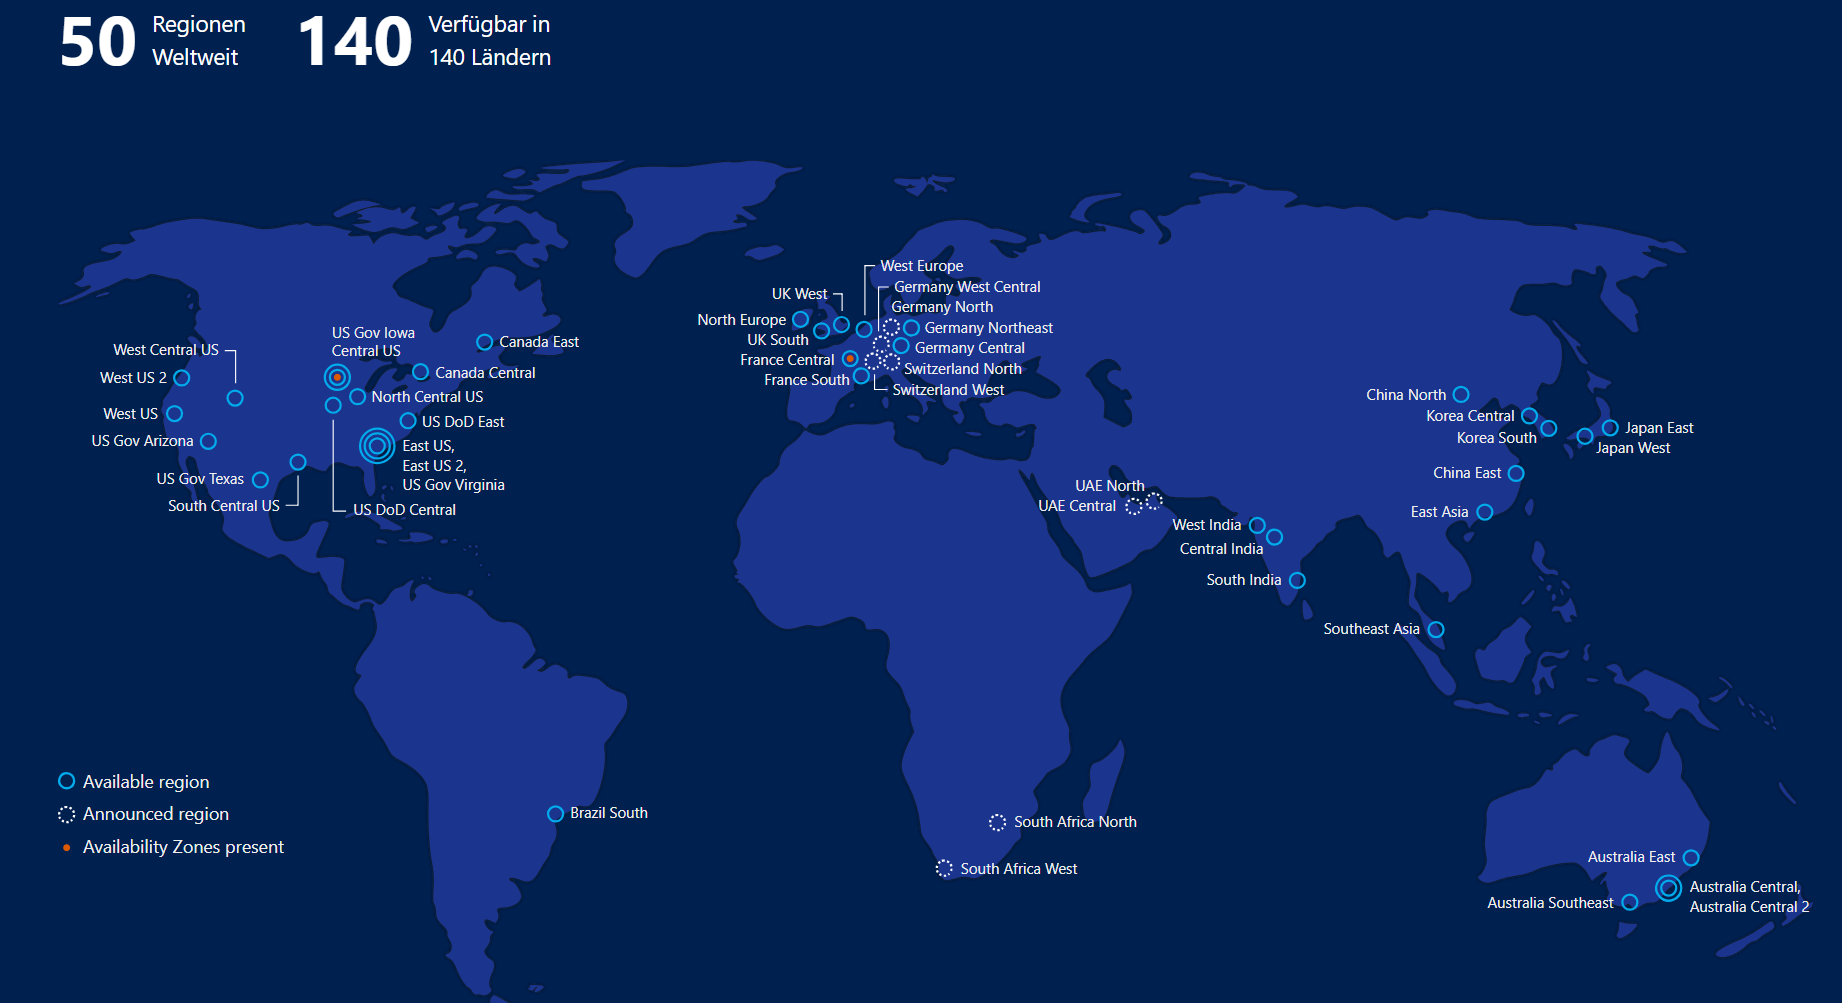 50 Regionen
Weltweit
140 Verfügbar in
140 Ländern
West Europe
Germany West Central
UK West
Germany North
North Europe
Germany Northeast
UK South
Germany Central
France Central
Switzerland North
France South
Switzerland West
US Gov Iowa
Central US
Canada East
West Central US
West US 2
Canada Central
North Central US
West US
US DoD East
US Gov Arizona
East US,
East US 2,
US Gov Virginia
US Gov Texas
South Central US
US DoD Central
China North
Korea Central
Korea South
Japan East
Japan West
China East
East Asia
UAE North
UAE Central
West India
Central India
South India
Southeast Asia
Available region
Announced region
Availability Zones present
Brazil South
South Africa North
South Africa West
Australia East
Australia Central,
Australia Central 2
Australia Southeast